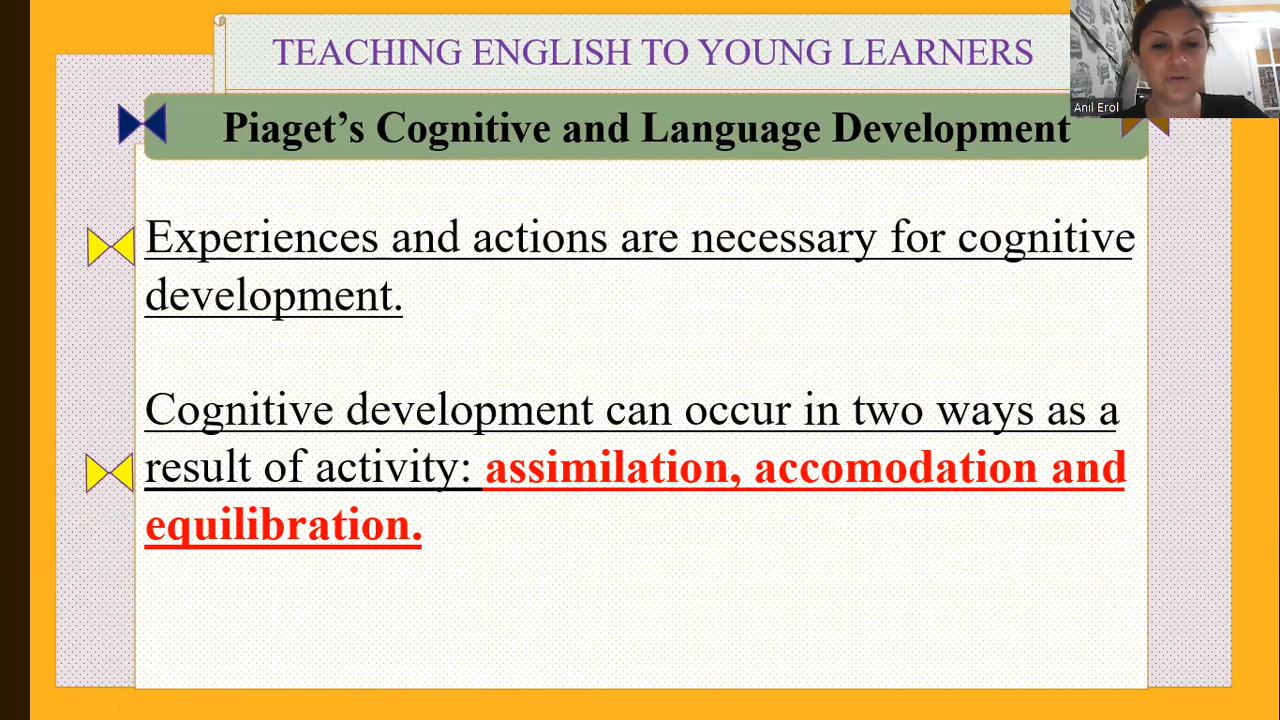 TEACHING ENGLISH TO YOUNG LEARNERS
Anıl Erol
Piaget’s Cognitive and Language Development
Experiences and actions are necessary for cognitive
development.
Cognitive development can occur in two ways as a
result of activity: assimilation, accomodation and
equilibration.